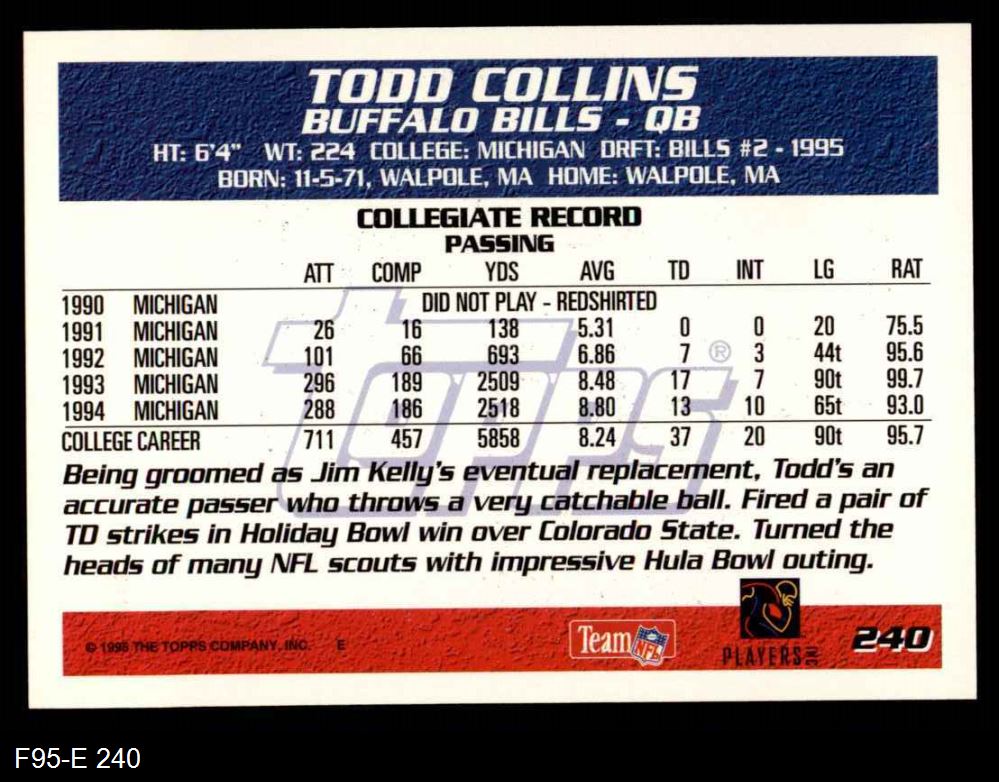 TODD COLLINS
BUFFALO BILLS - QB
HT: 6'4" WT: 224 COLLEGE: MICHIGAN DRFT: BILLS #2 - 1995
BORN: 11-5-71, WALPOLE, MA HOME: WALPOLE, MA
COLLEGIATE RECORD
PASSING
ATT COMP YDS AVG TD INT LG RAT
1990 MICHIGAN DID NOT PLAY - REDSHIRTED
1991 MICHIGAN 26 16 138 5.31 0 0 20 75.5
1992 MICHIGAN 101 66 693 6.86 7 3 44t 95.6
1993 MICHIGAN 296 189 2509 8.48 17 7 90t 99.7
1994 MICHIGAN 288 186 2518 8.80 13 10 65t 93.0
COLLEGE CAREER 711 457 5858 8.24 37 20 90t 95.7
topps®
Being groomed as Jim Kelly's eventual replacement, Todd's an
accurate passer who throws a very catchable ball. Fired a pair of
TD strikes in Holiday Bowl win over Colorado State. Turned the
heads of many NFL scouts with impressive Hula Bowl outing.
© THE TOPPS COMPANY, INC. E
Team NFL
PLAYERS INC
240
F95-E 240